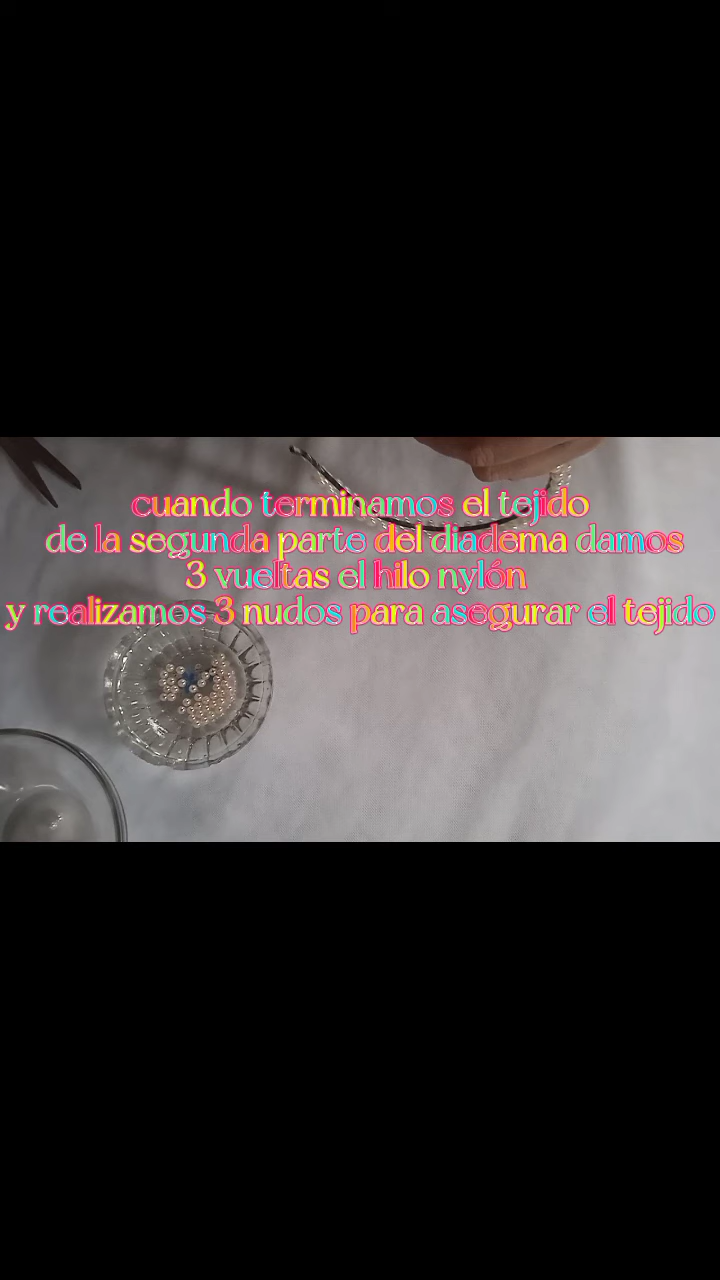 cuando terminamos el tejido
de la segunda parte del diadema damos
3 vueltas el hilo nylón
y realizamos 3 nudos para asegurar el tejido